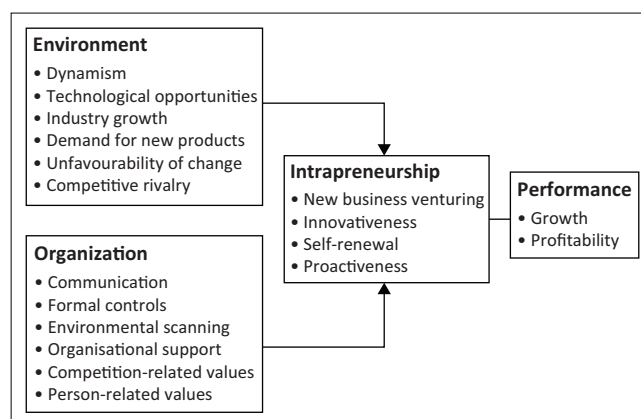 Environment
• Dynamism
• Technological opportunities
• Industry growth
• Demand for new products
• Unfavourability of change
• Competitive rivalry
Intrapreneurship
• New business venturing
• Innovativeness
• Self-renewal
• Proactiveness
Performance
• Growth
• Profitability
Organization
• Communication
• Formal controls
• Environmental scanning
• Organisational support
• Competition-related values
• Person-related values